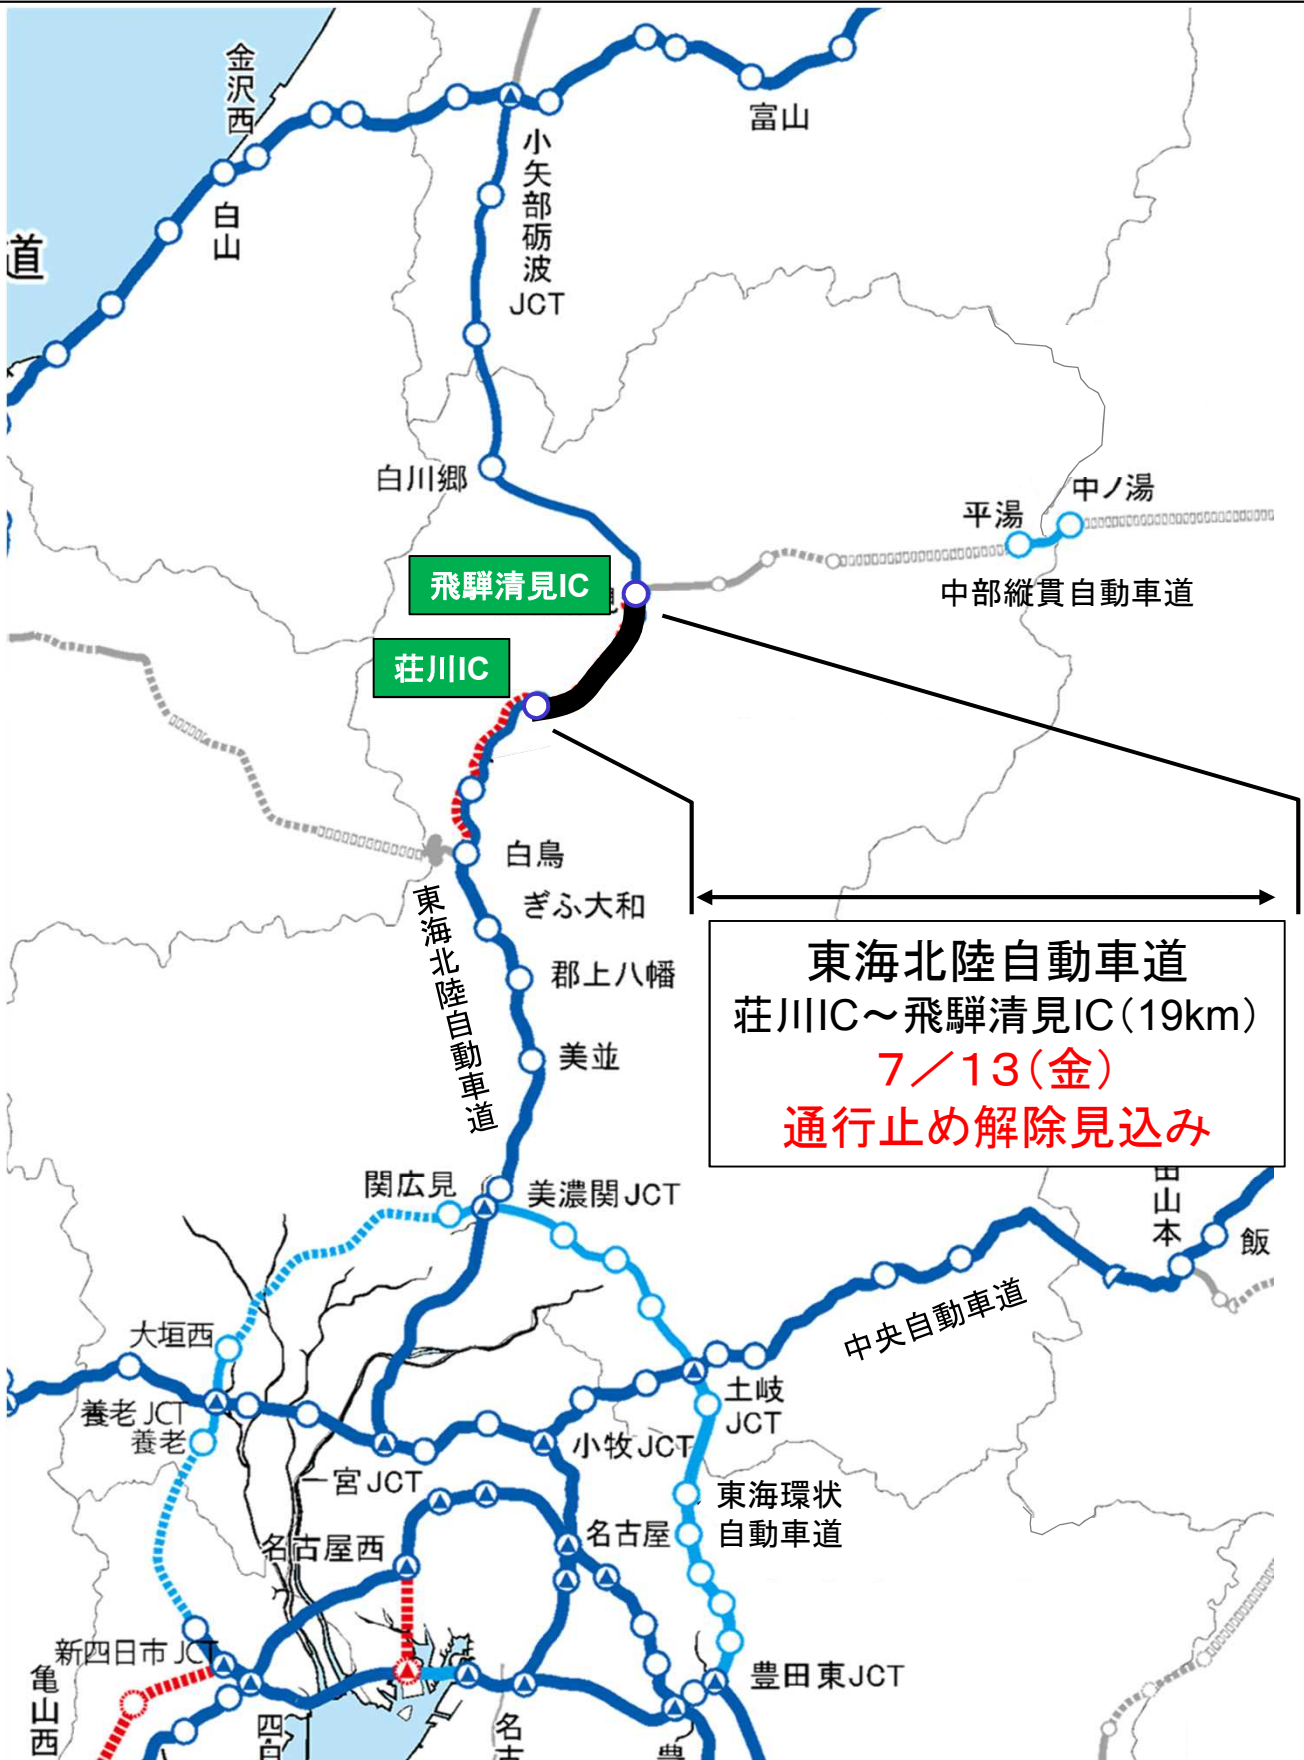 金沢西
白山
道
小矢部砺波
JCT
富山
白川郷
平湯
中ノ湯
中部縦貫自動車道
飛騨清見IC
荘川IC
白鳥
ぎふ大和
郡上八幡
美並
東海北陸自動車道
東海北陸自動車道
荘川IC～飛騨清見IC（19km）
7／13（金）
通行止め解除見込み
関広見
美濃関JCT
山本
飯
中央自動車道
大垣西
養老JCT
養老
一宮JCT
小牧JCT
土岐
JCT
東海環状
自動車道
名古屋西
名古屋
新四日市JCT
亀山西
豊田東JCT
四
名